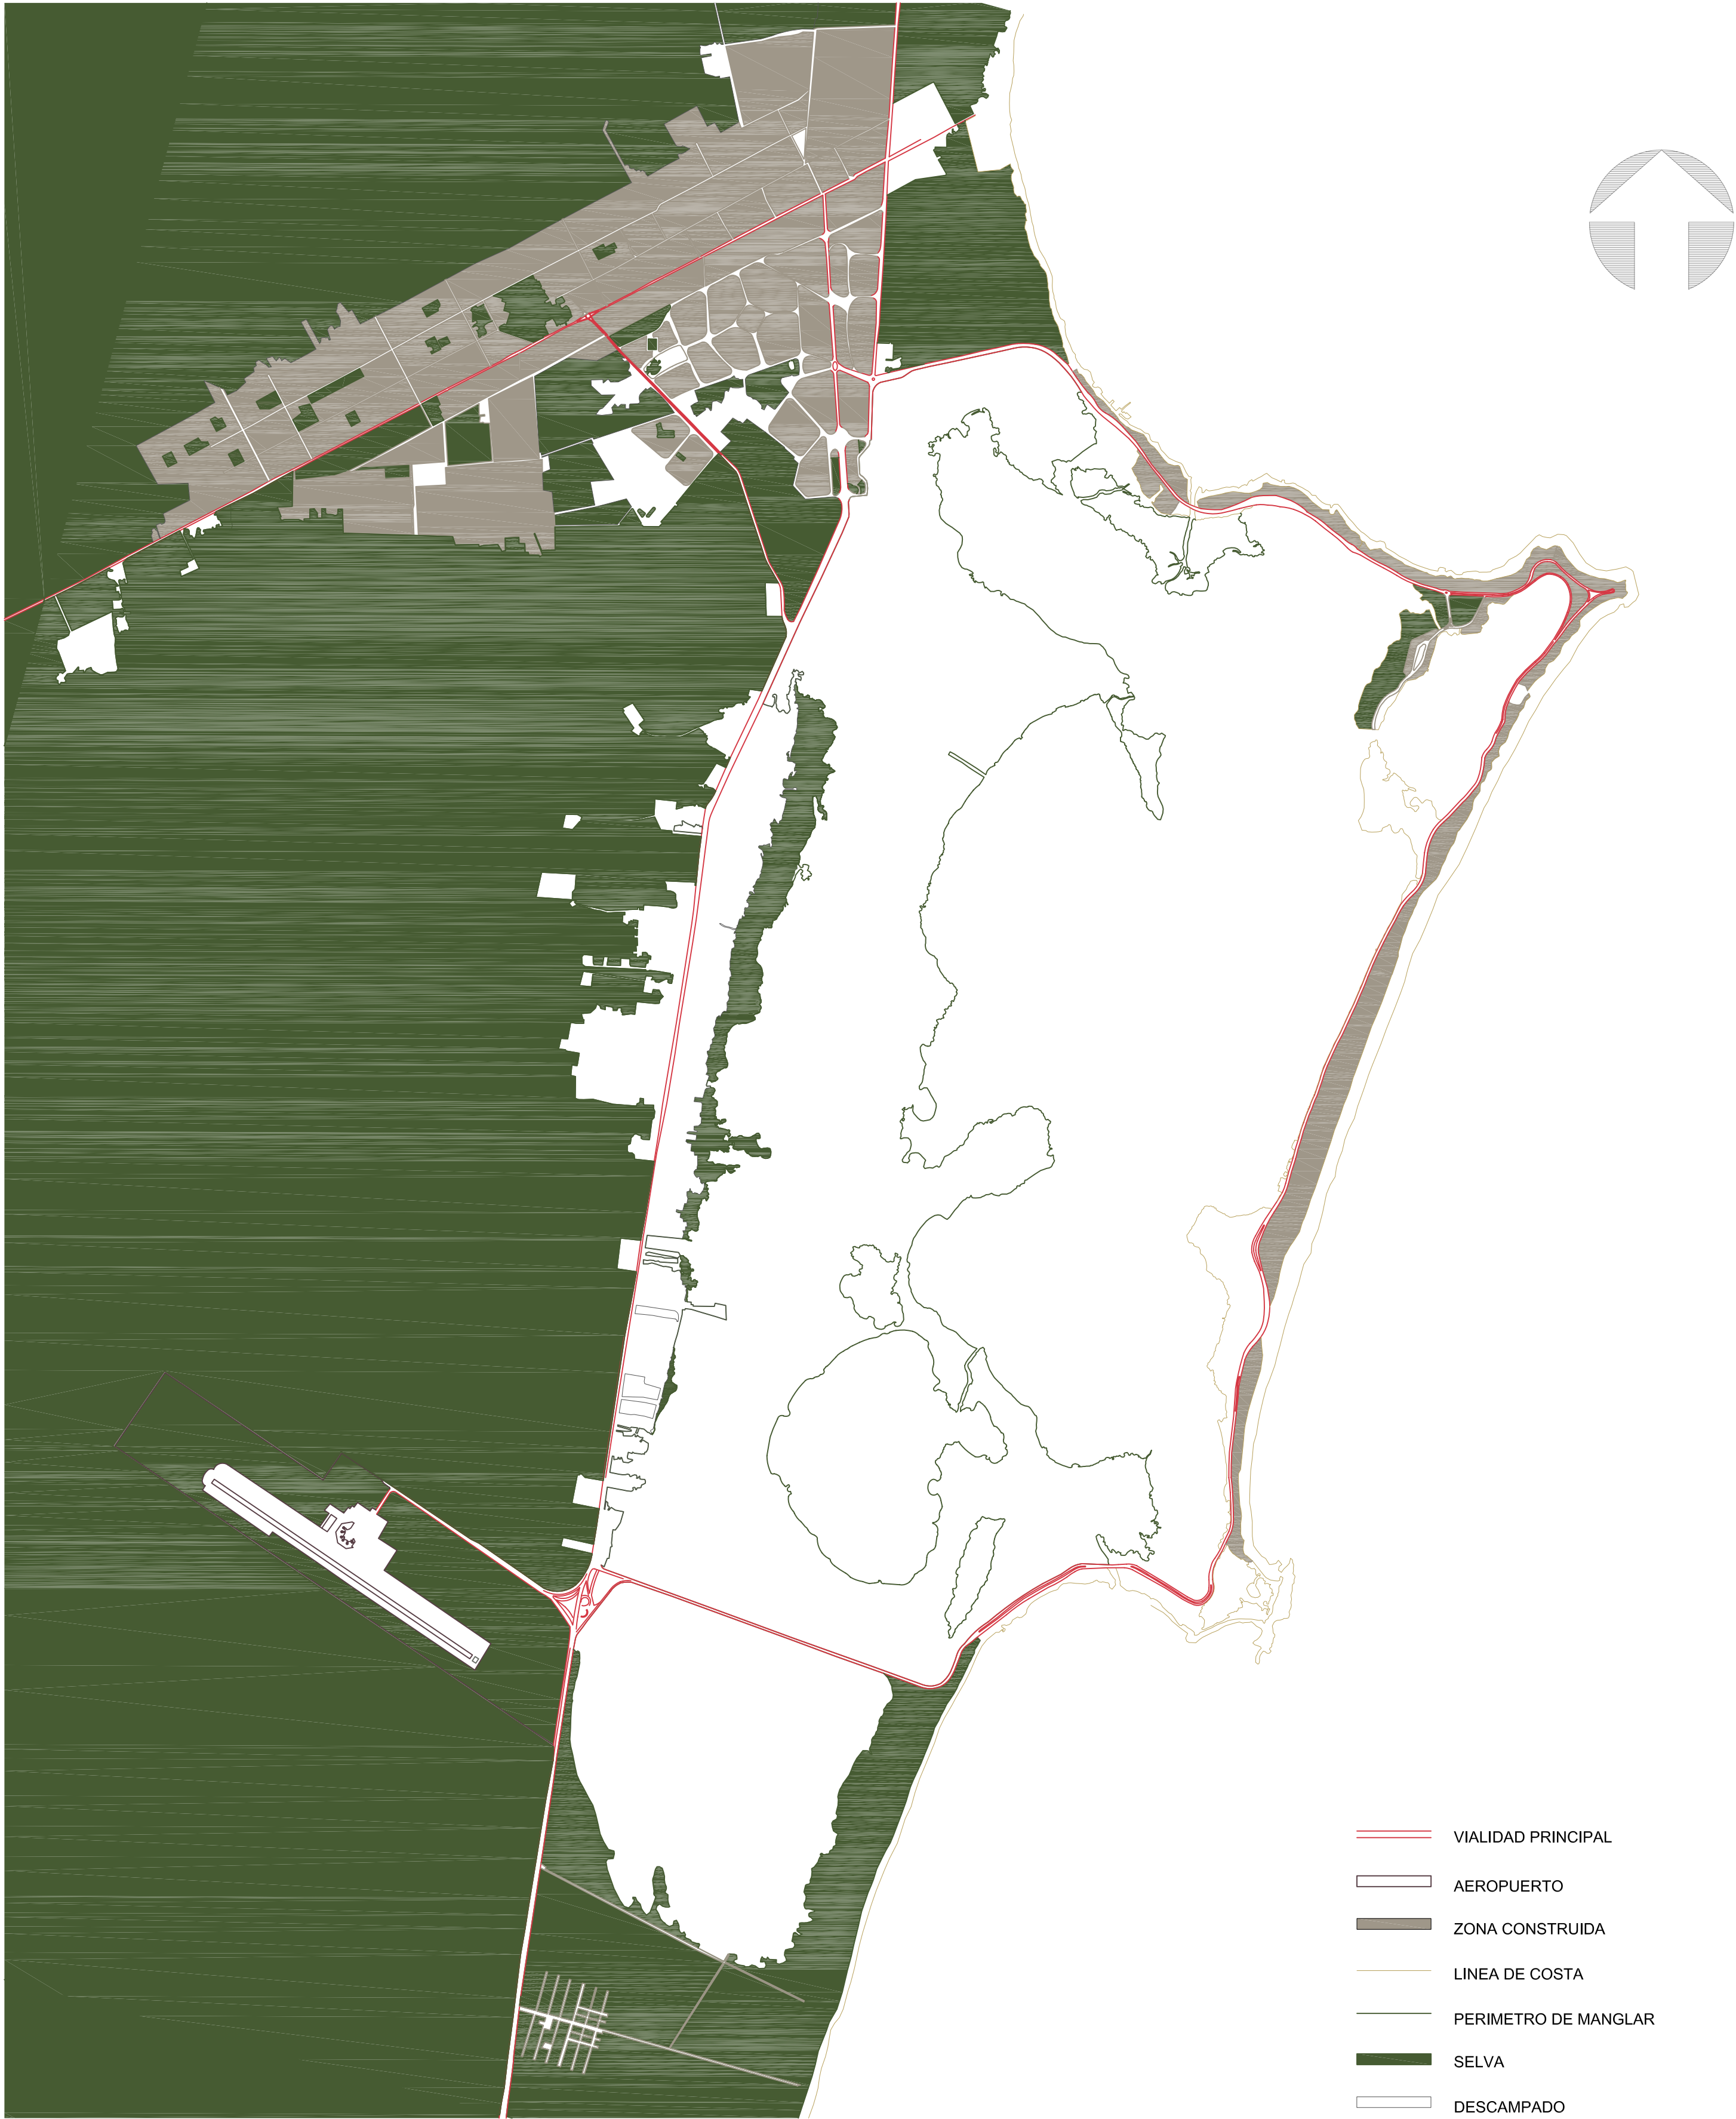 VIALIDAD PRINCIPAL
AEROPUERTO
ZONA CONSTRUIDA
LINEA DE COSTA
PERIMETRO DE MANGLAR
SELVA
DESCAMPADO